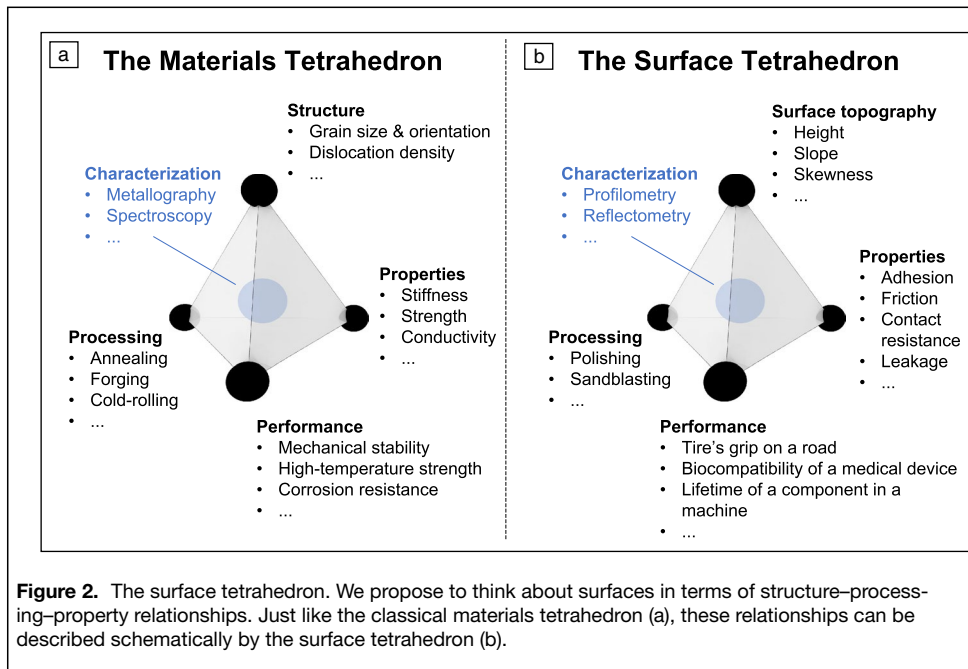 a
The Materials Tetrahedron
Structure
• Grain size & orientation
• Dislocation density
• ...
Characterization
• Metallography
• Spectroscopy
• ...
Properties
• Stiffness
• Strength
• Conductivity
• ...
Processing
• Annealing
• Forging
• Cold-rolling
• ...
Performance
• Mechanical stability
• High-temperature strength
• Corrosion resistance
• ...
b
The Surface Tetrahedron
Surface topography
• Height
• Slope
• Skewness
• ...
Characterization
• Profilometry
• Reflectometry
• ...
Properties
• Adhesion
• Friction
• Contact
resistance
• Leakage
• ...
Processing
• Polishing
• Sandblasting
• ...
Performance
• Tire's grip on a road
• Biocompatibility of a medical device
• Lifetime of a component in a
machine
• ...
Figure 2. The surface tetrahedron. We propose to think about surfaces in terms of structure–process-
ing–property relationships. Just like the classical materials tetrahedron (a), these relationships can be
described schematically by the surface tetrahedron (b).